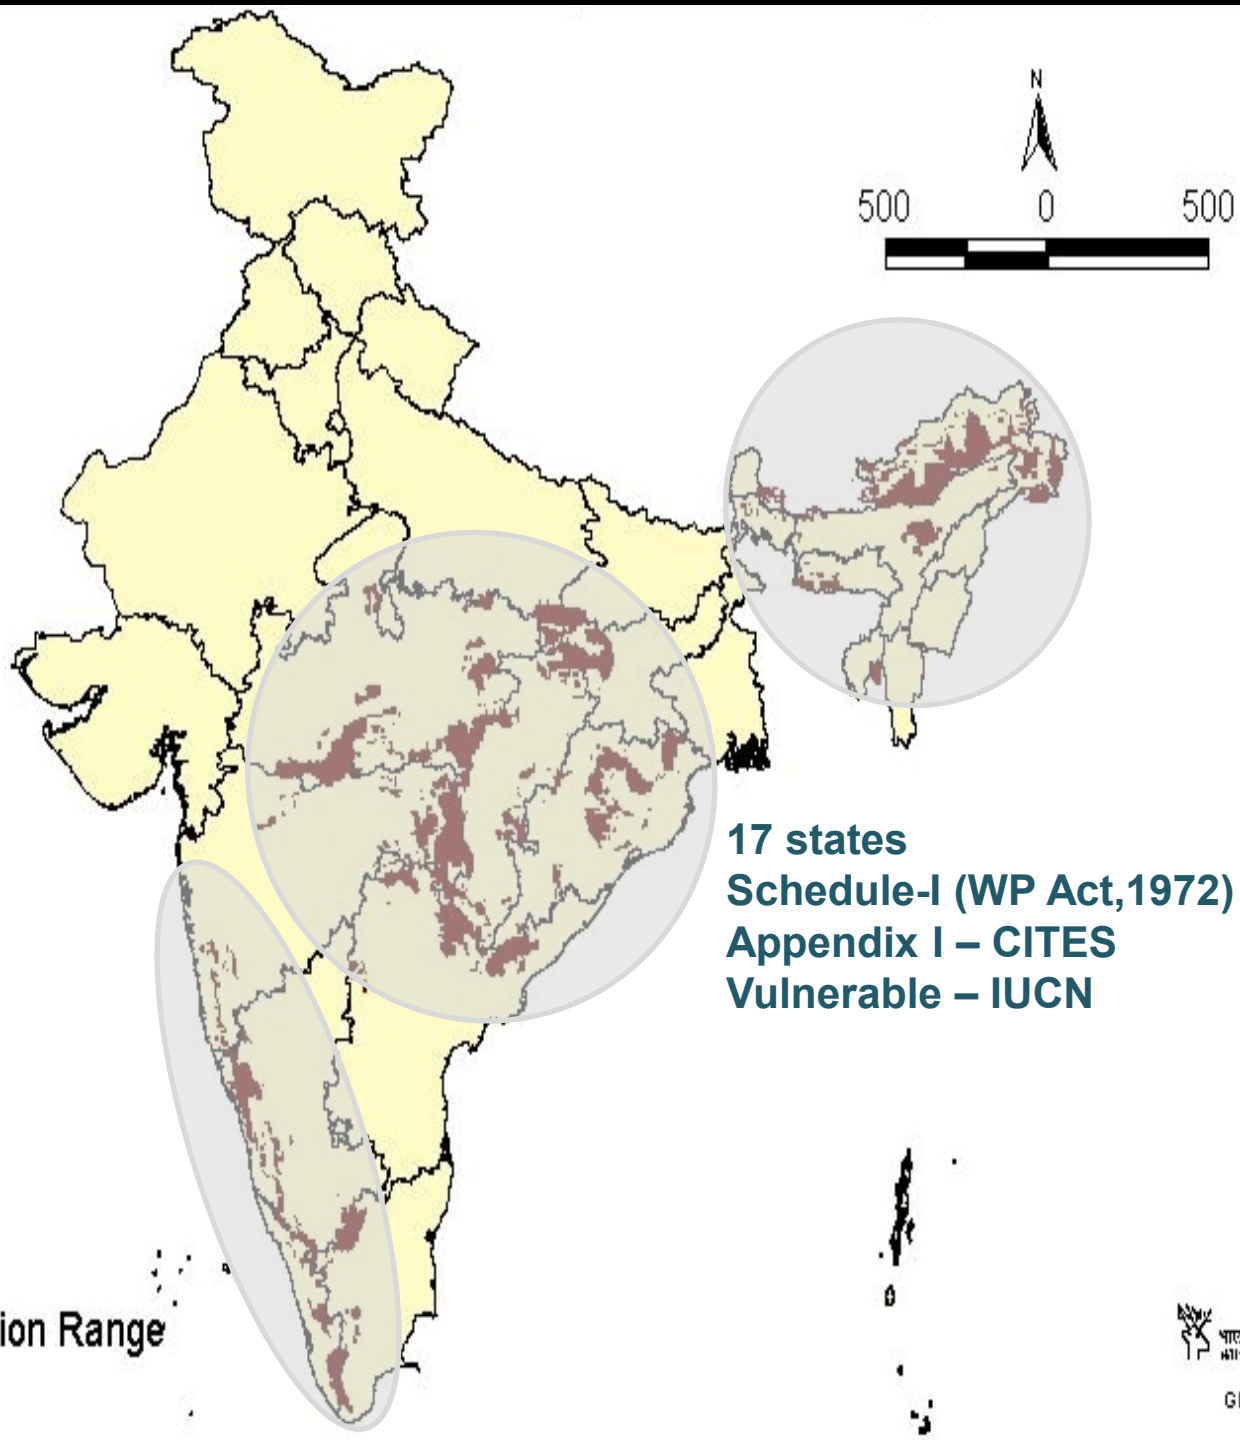 N
500 0 500
17 states
Schedule-I (WP Act,1972)
Appendix I – CITES
Vulnerable – IUCN
ion Range